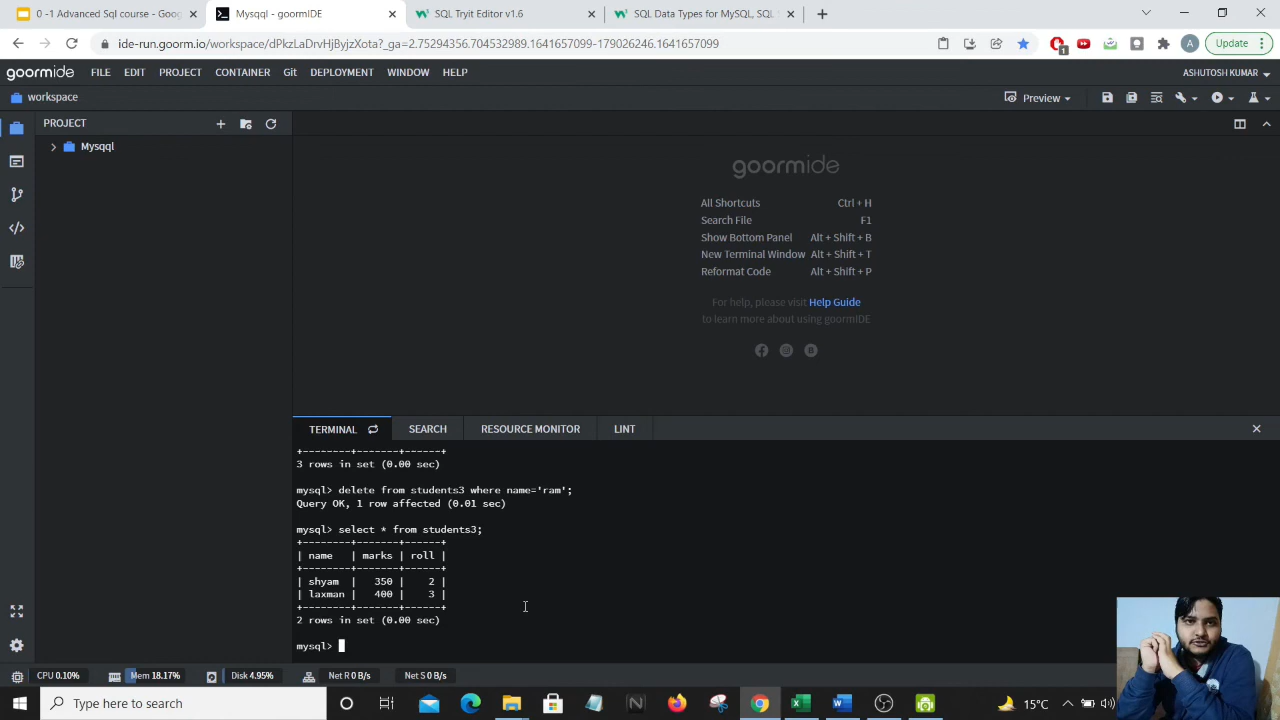 0 -1 Advanced Sql course - Goog
Mysqql - goormIDE
SQL Tryit Editor v1.6
SQL Data Types for MySQL, SQL S
ide-run.goorm.io/workspace/dPkzLaDrvHjByjzVota?_ga=2.75284356.704532989.1641657099-1790262449.1641657099
1
A
Update
goormide
FILE
EDIT
PROJECT
CONTAINER
Git
DEPLOYMENT
WINDOW
HELP
ASHUTOSH KUMAR
workspace
Preview
PROJECT
Mysqql
goormide
All Shortcuts Ctrl + H
Search File F1
Show Bottom Panel Alt + Shift + B
New Terminal Window Alt + Shift + T
Reformat Code Alt + Shift + P
For help, please visit Help Guide
to learn more about using goormIDE
TERMINAL
SEARCH
RESOURCE MONITOR
LINT
+--------+-------+------+
3 rows in set (0.00 sec)
mysql> delete from students3 where name='ram';
Query OK, 1 row affected (0.01 sec)
mysql> select * from students3;
+--------+-------+------+
| name   | marks | roll |
+--------+-------+------+
| shyam  |   350 |    2 |
| laxman |   400 |    3 |
+--------+-------+------+
2 rows in set (0.00 sec)
mysql>
CPU 0.10%
Mem 18.17%
Disk 4.95%
Net R 0 B/s
Net S 0 B/s
Type here to search
15°C